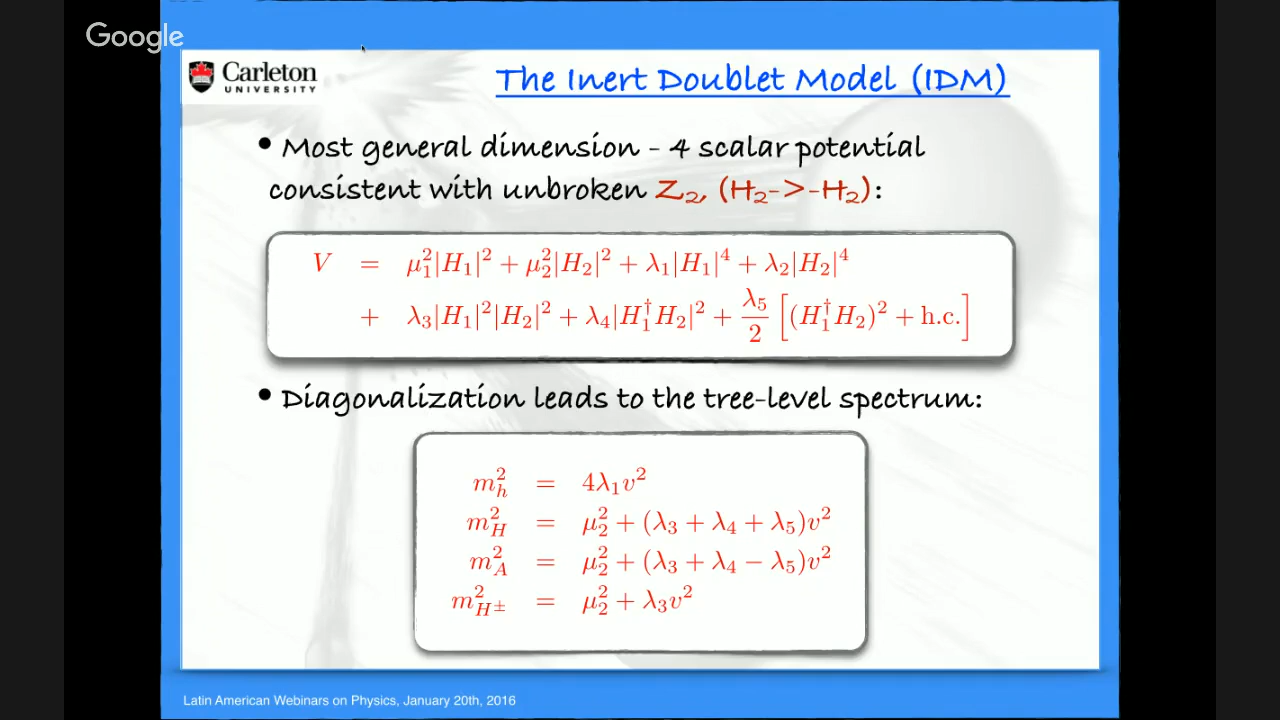 Google
Carleton
UNIVERSITY
The Inert Doublet Model (IDM)
• Most general dimension - 4 scalar potential
consistent with unbroken Z₂, (H₂->-H₂):
V = μ₁²|H₁|² + μ₂²|H₂|² + λ₁|H₁|⁴ + λ₂|H₂|⁴
+ λ₃|H₁|²|H₂|² + λ₄|H₁†H₂|² + λ₅/2 [(H₁†H₂)² + h.c.]
• Diagonalization leads to the tree-level spectrum:
m_h² = 4λ₁v²
m_H² = μ₂² + (λ₃ + λ₄ + λ₅)v²
m_A² = μ₂² + (λ₃ + λ₄ − λ₅)v²
m_{H±}² = μ₂² + λ₃v²
Latin American Webinars on Physics, January 20th, 2016